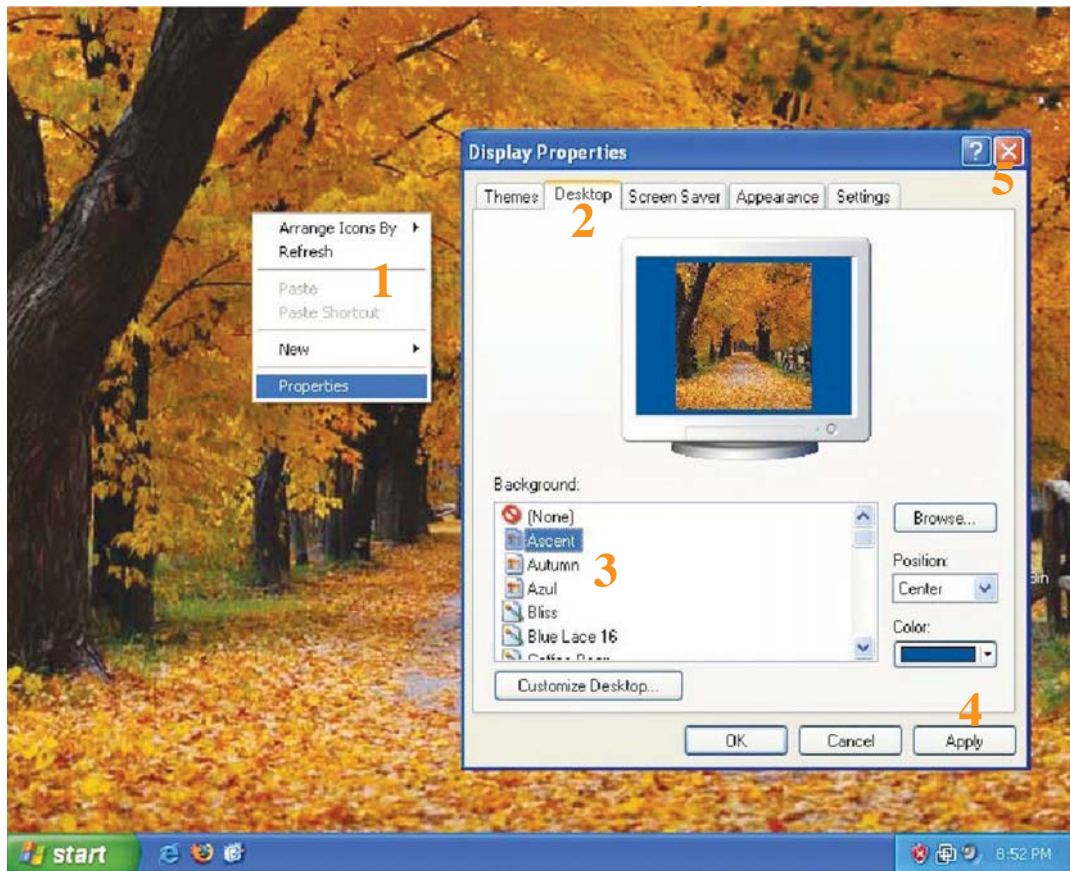 Display Properties
?
5
Themes
Desktop
Screen Saver
Appearance
Settings
2
Arrange Icons By
Refresh
1
Paste
Paste Shortcut
New
Properties
Background:
(None)
Ascent
Autumn
Azul
Bliss
Blue Lace 16
3
Browse...
Position:
Center
Color:
Customize Desktop...
4
OK
Cancel
Apply
start
8:52 PM